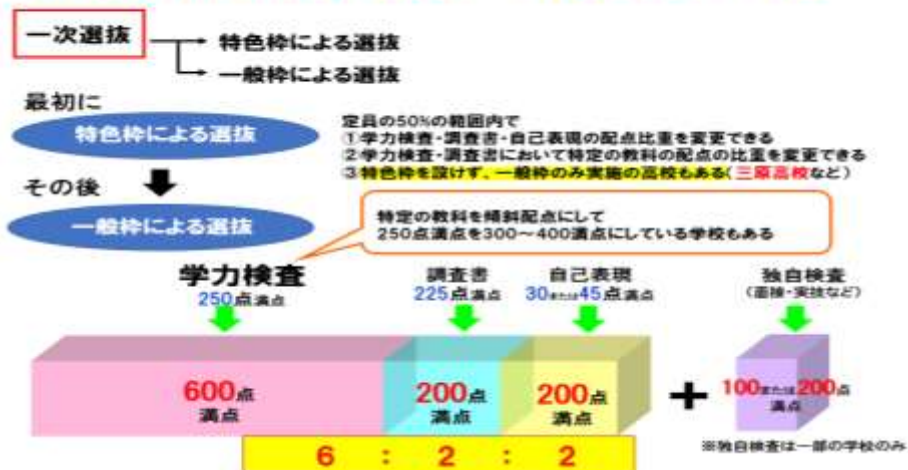 一次選抜
特色枠による選抜
一般枠による選抜
最初に
特色枠による選抜
定員の50%の範囲内で
①学力検査・調査書・自己表現の配点比重を変更できる
②学力検査・調査書において特定の教科の配点の比重を変更できる
③特色枠を設けず、一般枠のみ実施の高校もある(三原高校など)
その後
一般枠による選抜
特定の教科を傾斜配点にして
250点満点を300～400満点にしている学校もある
学力検査
250点満点
調査書
225点満点
自己表現
30または45点満点
独自検査
(面接・実技など)
600点
満点
200点
満点
200点
満点
+
100または200点
満点
6 : 2 : 2
※独自検査は一部の学校のみ